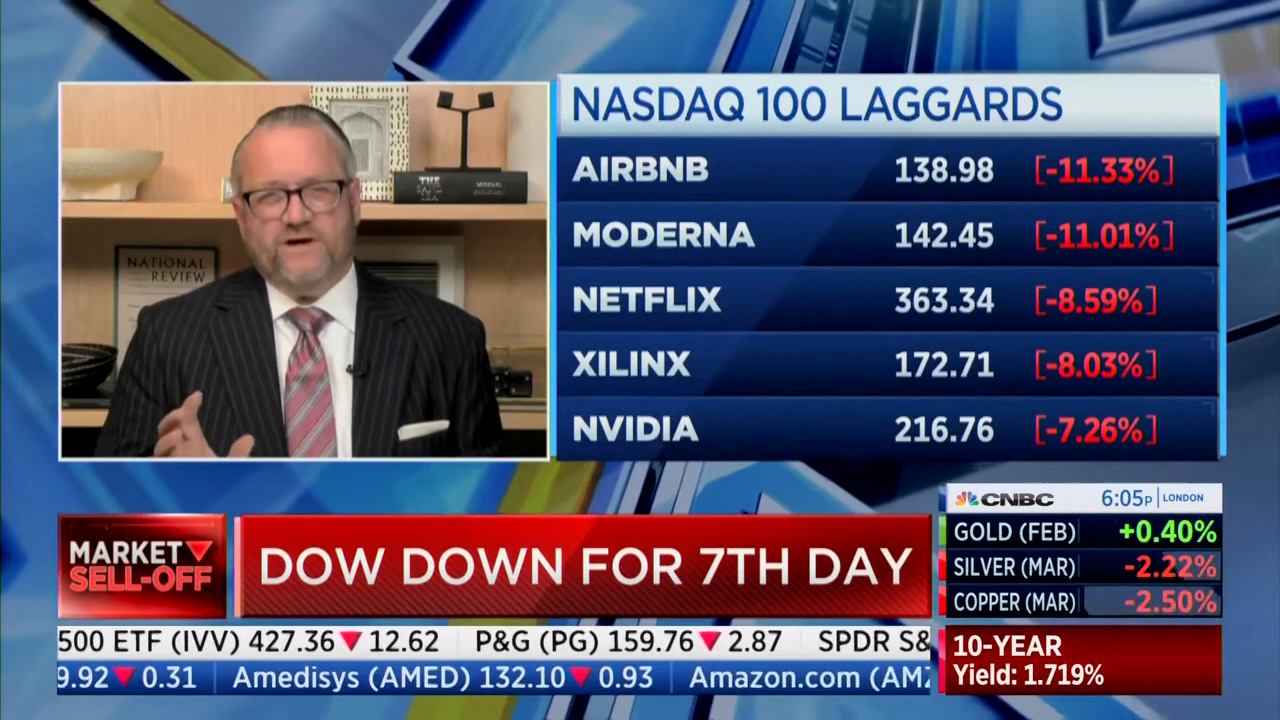 NASDAQ 100 LAGGARDS
AIRBNB 138.98 [-11.33%]
MODERNA 142.45 [-11.01%]
NETFLIX 363.34 [-8.59%]
XILINX 172.71 [-8.03%]
NVIDIA 216.76 [-7.26%]
THE
NATIONAL
REVIEW
MARKET▼
SELL-OFF
DOW DOWN FOR 7TH DAY
CNBC 6:05P LONDON
GOLD (FEB) +0.40%
SILVER (MAR) -2.22%
COPPER (MAR) -2.50%
500 ETF (IVV) 427.36▼12.62 P&G (PG) 159.76▼2.87 SPDR S&
9.92▼0.31 Amedisys (AMED) 132.10▼0.93 Amazon.com (AMZ
10-YEAR
Yield: 1.719%